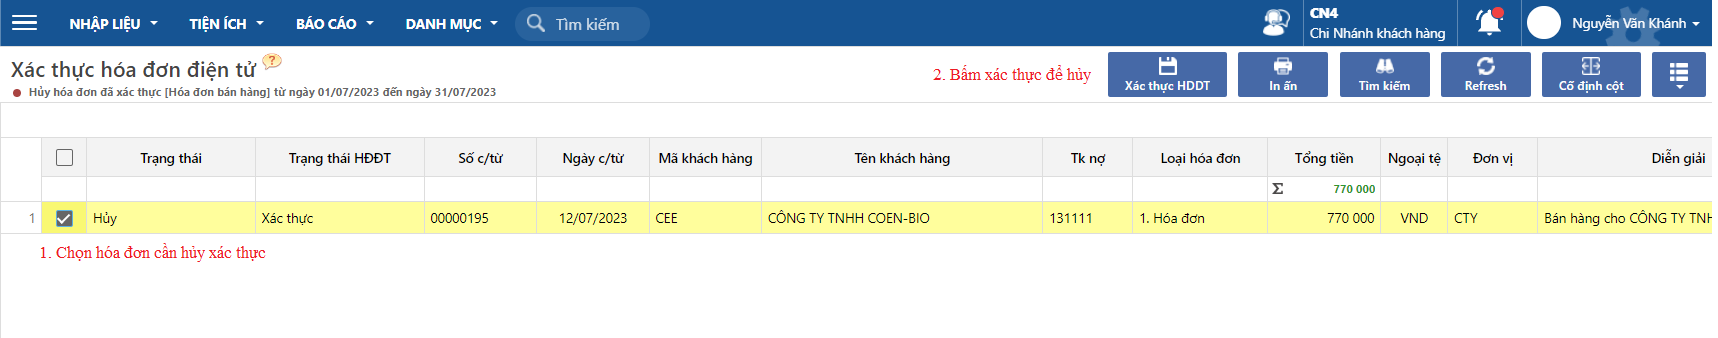 NHẬP LIỆU TIỆN ÍCH BÁO CÁO DANH MỤC Tìm kiếm CN4 Nguyễn Văn Khánh
Chi Nhánh khách hàng
Xác thực hóa đơn điện tử ? 2. Bấm xác thực để hủy
Hủy hóa đơn đã xác thực [Hóa đơn bán hàng] từ ngày 01/07/2023 đến ngày 31/07/2023
Xác thực HDDT In ấn Tìm kiếm Refresh Cố định cột
Trạng thái Trạng thái HĐĐT Số c/từ Ngày c/từ Mã khách hàng Tên khách hàng Tk nợ Loại hóa đơn Tổng tiền Ngoại tệ Đơn vị Diễn giải
Σ 770 000
1 Hủy Xác thực 00000195 12/07/2023 CEE CÔNG TY TNHH COEN-BIO 131111 1. Hóa đơn 770 000 VND CTY Bán hàng cho CÔNG TY TNH
1. Chọn hóa đơn cần hủy xác thực